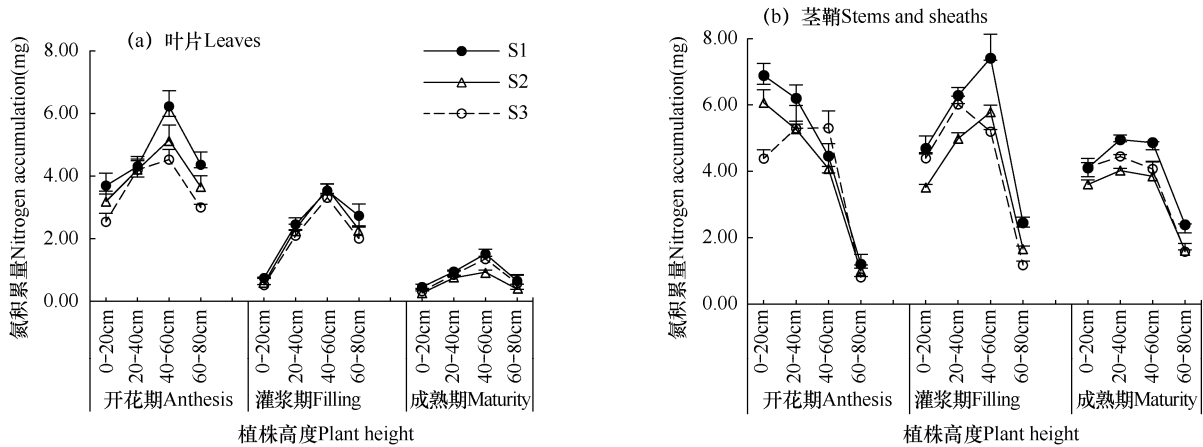 (a) 叶片Leaves
S1
S2
S3
氮积累量Nitrogen accumulation(mg)
8.00
6.00
4.00
2.00
0.00
0-20cm
20-40cm
40-60cm
60-80cm
0-20cm
20-40cm
40-60cm
60-80cm
0-20cm
20-40cm
40-60cm
60-80cm
开花期Anthesis
灌浆期Filling
成熟期Maturity
植株高度Plant height
(b) 茎鞘Stems and sheaths
氮积累量Nitrogen accumulation(mg)
8.00
6.00
4.00
2.00
0.00
0-20cm
20-40cm
40-60cm
60-80cm
0-20cm
20-40cm
40-60cm
60-80cm
0-20cm
20-40cm
40-60cm
60-80cm
开花期Anthesis
灌浆期Filling
成熟期Maturity
植株高度Plant height